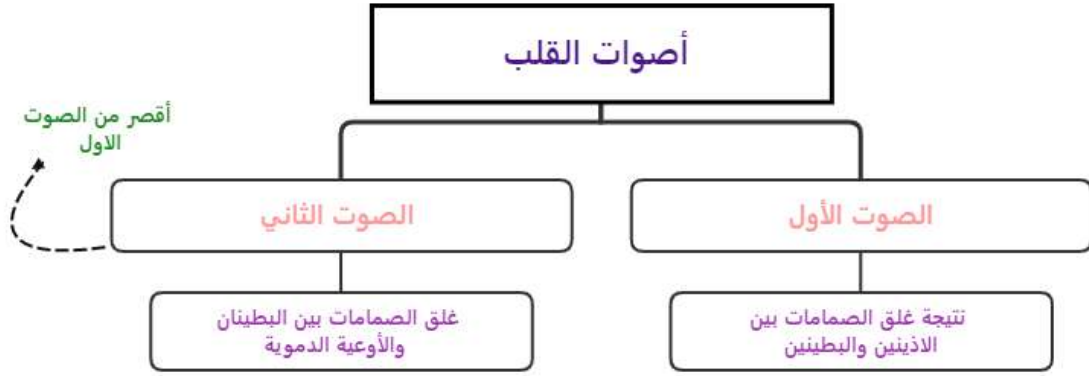 أصوات القلب
الصوت الأول
نتيجة غلق الصمامات بين
الاذينين والبطينين
الصوت الثاني
غلق الصمامات بين البطينان
والأوعية الدموية
أقصر من الصوت
الاول